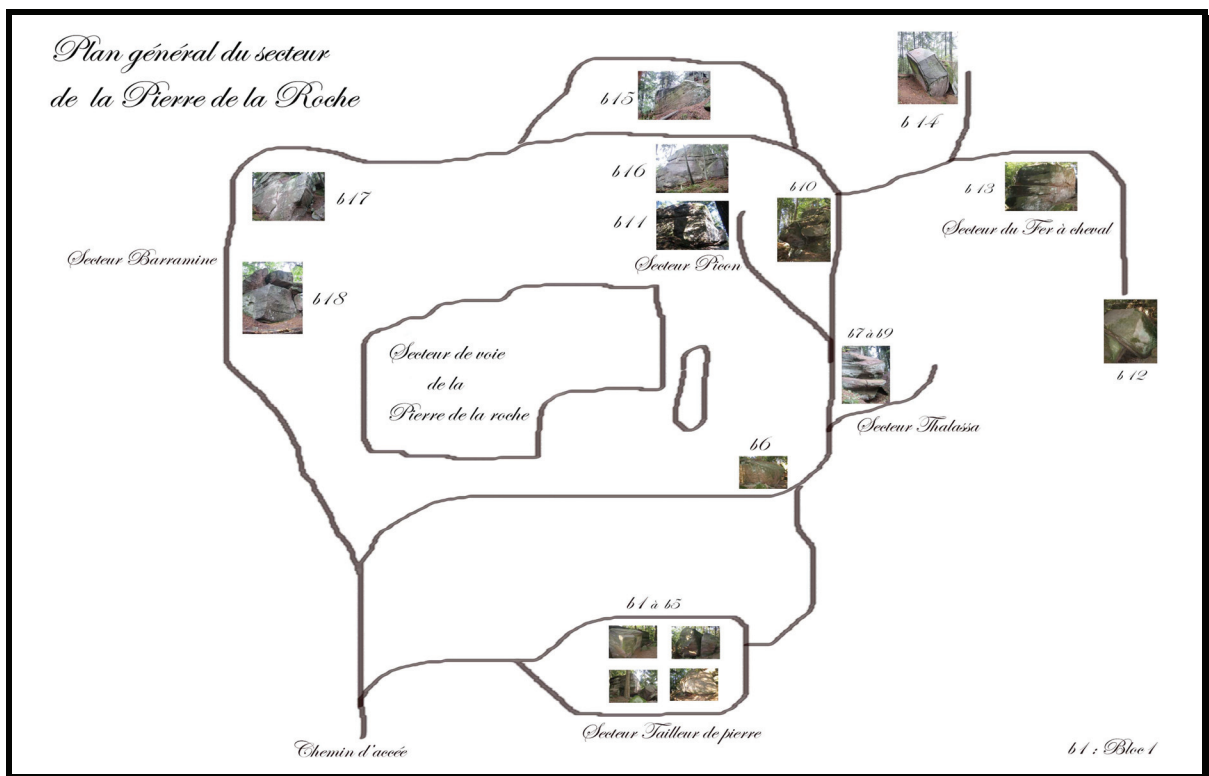 Plan général du secteur
de la Pierre de la Roche
b15
b14
b16
b17
b10
b13
b11
Secteur du Fer à cheval
Secteur Barramine
Secteur Picon
b18
b7 à b9
Secteur de voie
de la
Pierre de la roche
b12
Secteur Thalassa
b6
b1 à b5
Secteur Tailleur de pierre
Chemin d'accée
b1 : Bloc 1